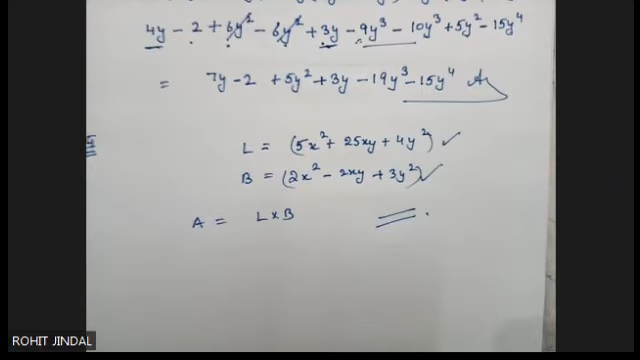 4y - 2 + 6y² - 6y² + 3y - 9y³ - 10y³ + 5y² - 15y⁴
= 7y - 2 + 5y² + 3y - 19y³ - 15y⁴ A
L = (5x² + 25xy + 4y²) ✓
B = (2x² - 2xy + 3y²) ✓
A = L × B
ROHIT JINDAL